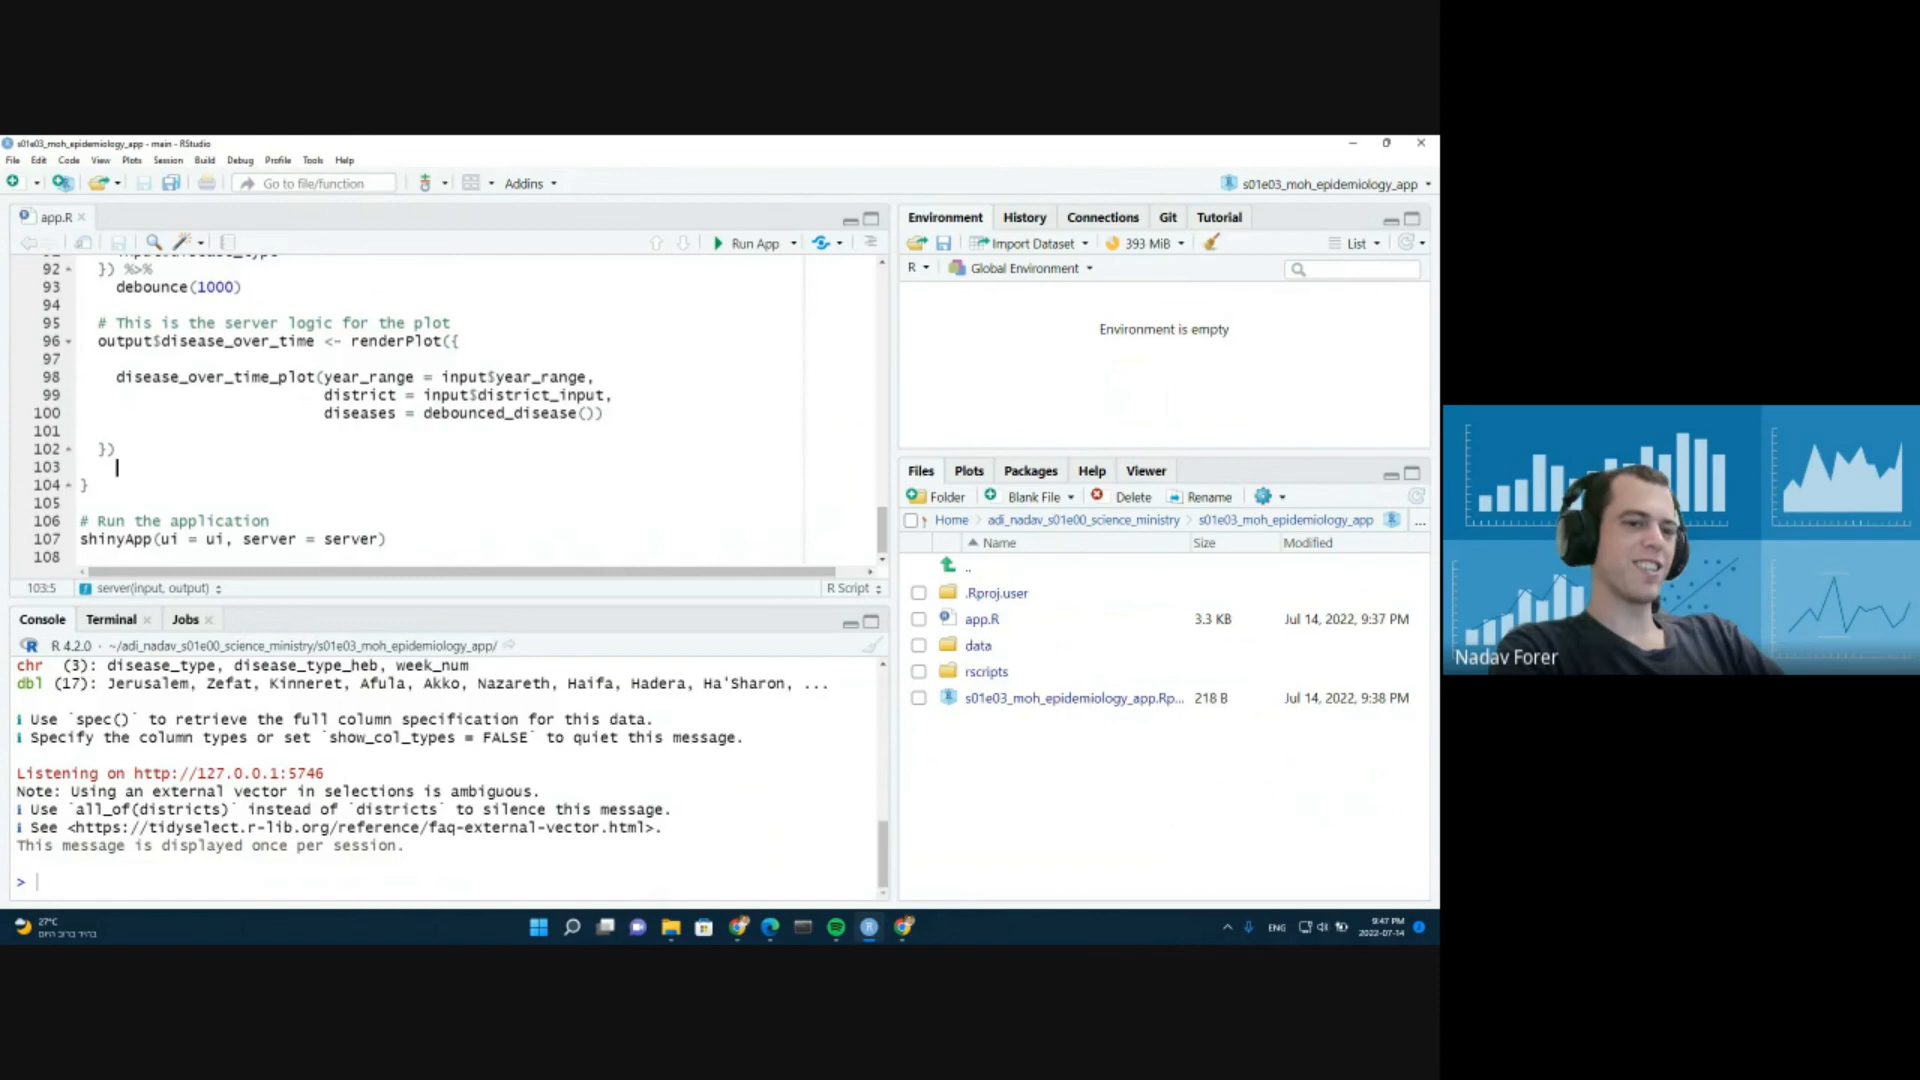 s01e03_moh_epidemiology_app - main - RStudio
File Edit Code View Plots Session Build Debug Profile Tools Help
Go to file/function
Addins
s01e03_moh_epidemiology_app
app.R
Run App
92 }) %>%
93 debounce(1000)
94
95 # This is the server logic for the plot
96 output$disease_over_time <- renderPlot({
97
98 disease_over_time_plot(year_range = input$year_range,
99 district = input$district_input,
100 diseases = debounced_disease())
101
102 })
103
104 }
105
106 # Run the application
107 shinyApp(ui = ui, server = server)
108
103:5 server(input, output) R Script
Console Terminal Jobs
R 4.2.0 · ~/adi_nadav_s01e00_science_ministry/s01e03_moh_epidemiology_app/
chr (3): disease_type, disease_type_heb, week_num
dbl (17): Jerusalem, Zefat, Kinneret, Afula, Akko, Nazareth, Haifa, Hadera, Ha'Sharon, ...
i Use `spec()` to retrieve the full column specification for this data.
i Specify the column types or set `show_col_types = FALSE` to quiet this message.
Listening on http://127.0.0.1:5746
Note: Using an external vector in selections is ambiguous.
i Use `all_of(districts)` instead of `districts` to silence this message.
i See <https://tidyselect.r-lib.org/reference/faq-external-vector.html>.
This message is displayed once per session.
>
Environment History Connections Git Tutorial
Import Dataset 393 MiB List
R Global Environment
Environment is empty
Files Plots Packages Help Viewer
Folder Blank File Delete Rename
Home adi_nadav_s01e00_science_ministry s01e03_moh_epidemiology_app ...
Name Size Modified
..
.Rproj.user
app.R 3.3 KB Jul 14, 2022, 9:37 PM
data
rscripts
s01e03_moh_epidemiology_app.Rp... 218 B Jul 14, 2022, 9:38 PM
Nadav Forer
27°C
ENG
9:47 PM
2022-07-14